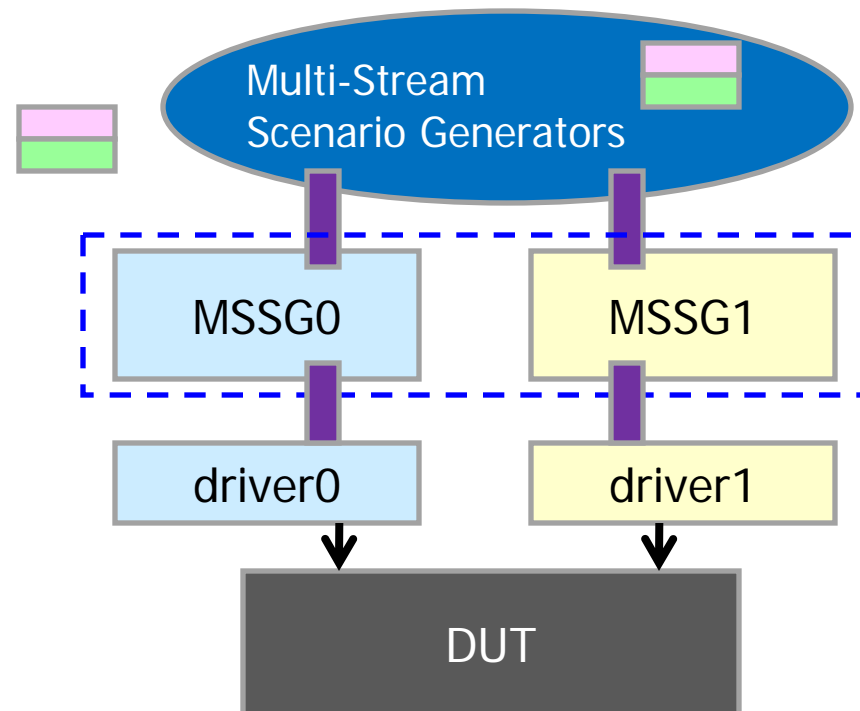 Multi-Stream
Scenario Generators
MSSG0
MSSG1
driver0
driver1
DUT